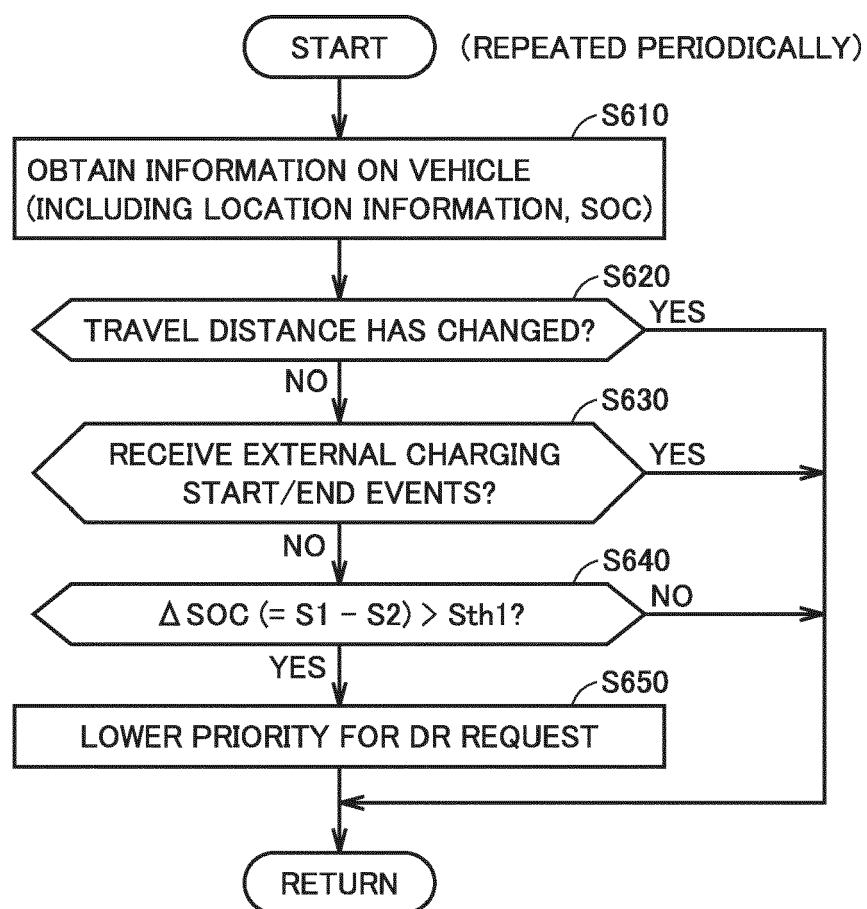 START
(REPEATED PERIODICALLY)
S610
OBTAIN INFORMATION ON VEHICLE
(INCLUDING LOCATION INFORMATION, SOC)
S620
TRAVEL DISTANCE HAS CHANGED?
YES
NO
S630
RECEIVE EXTERNAL CHARGING
START/END EVENTS?
YES
NO
S640
Δ SOC (= S1 - S2) > Sth1?
NO
YES
S650
LOWER PRIORITY FOR DR REQUEST
RETURN